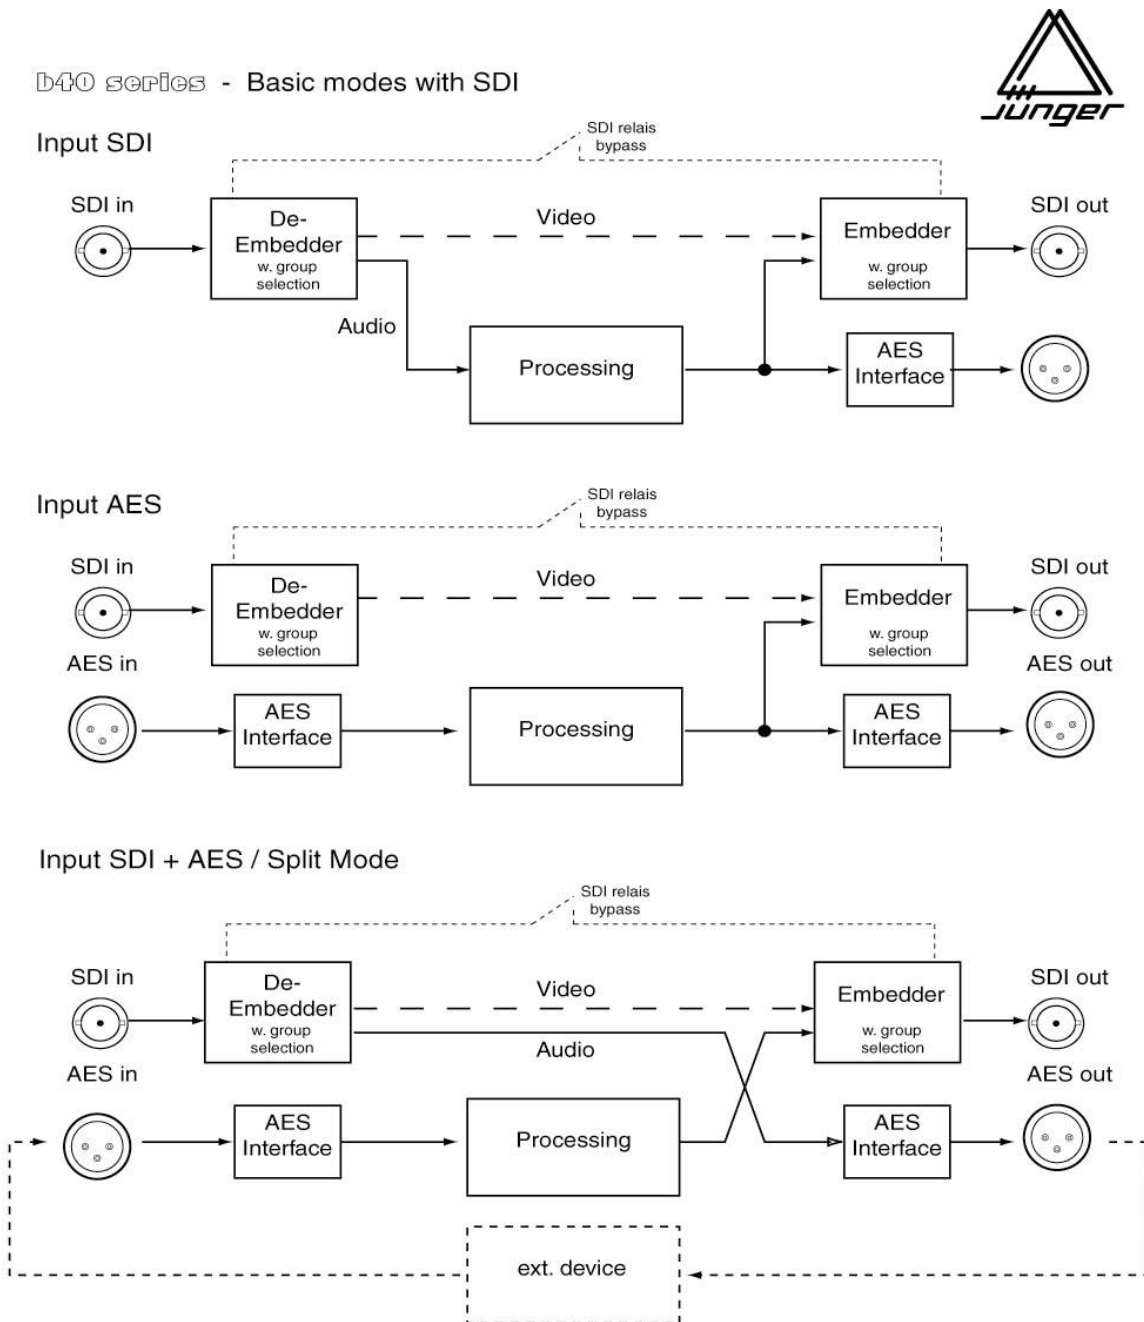 b40 series - Basic modes with SDI
junger
Input SDI
SDI relais
bypass
SDI in
De-
Embedder
w. group
selection
Video
Embedder
w. group
selection
SDI out
Audio
Processing
AES
Interface
Input AES
SDI relais
bypass
SDI in
De-
Embedder
w. group
selection
Video
Embedder
w. group
selection
SDI out
AES in
AES out
AES
Interface
Processing
AES
Interface
Input SDI + AES / Split Mode
SDI relais
bypass
SDI in
De-
Embedder
w. group
selection
Video
Audio
Embedder
w. group
selection
SDI out
AES in
AES out
AES
Interface
Processing
AES
Interface
ext. device